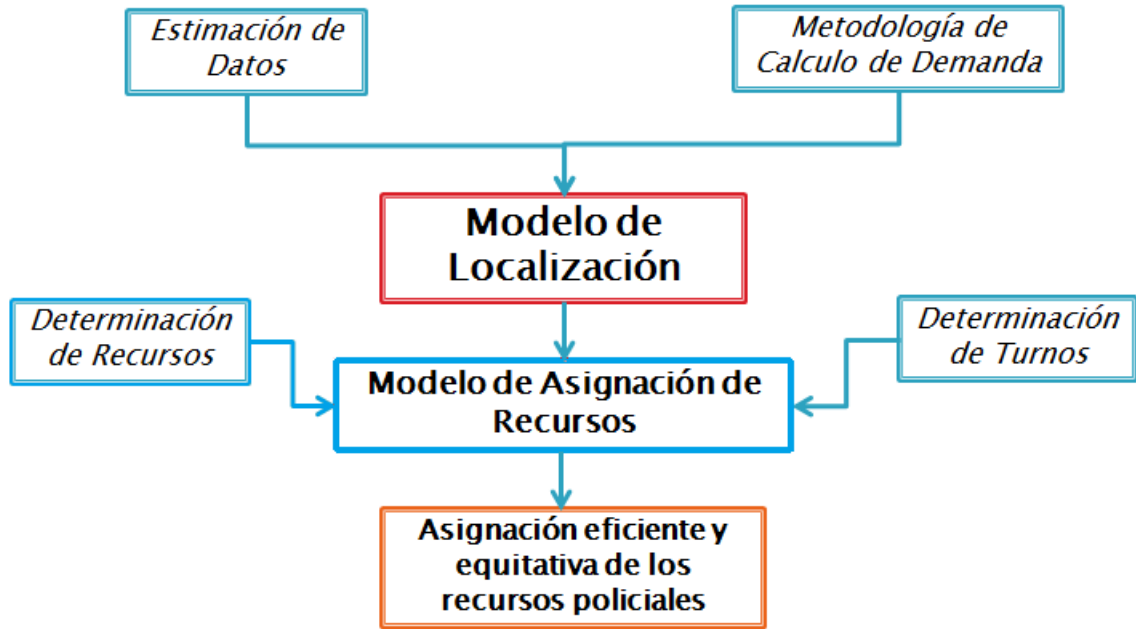 Estimación de
Datos
Metodología de
Calculo de Demanda
Modelo de
Localización
Determinación
de Recursos
Determinación
de Turnos
Modelo de Asignación de
Recursos
Asignación eficiente y
equitativa de los
recursos policiales